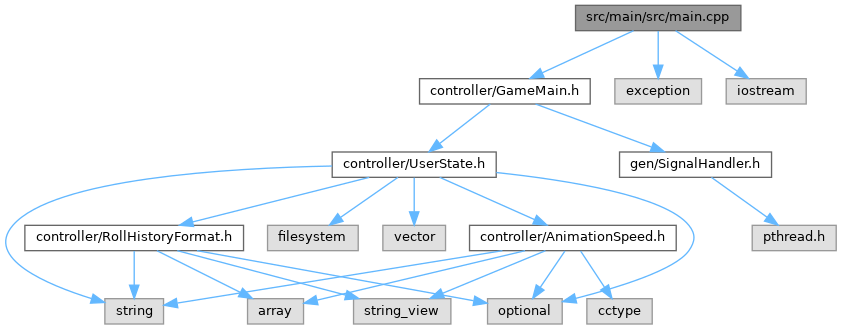 src/main/src/main.cpp
controller/GameMain.h
exception
iostream
controller/UserState.h
gen/SignalHandler.h
controller/RollHistoryFormat.h
filesystem
vector
controller/AnimationSpeed.h
pthread.h
string
array
string_view
optional
cctype